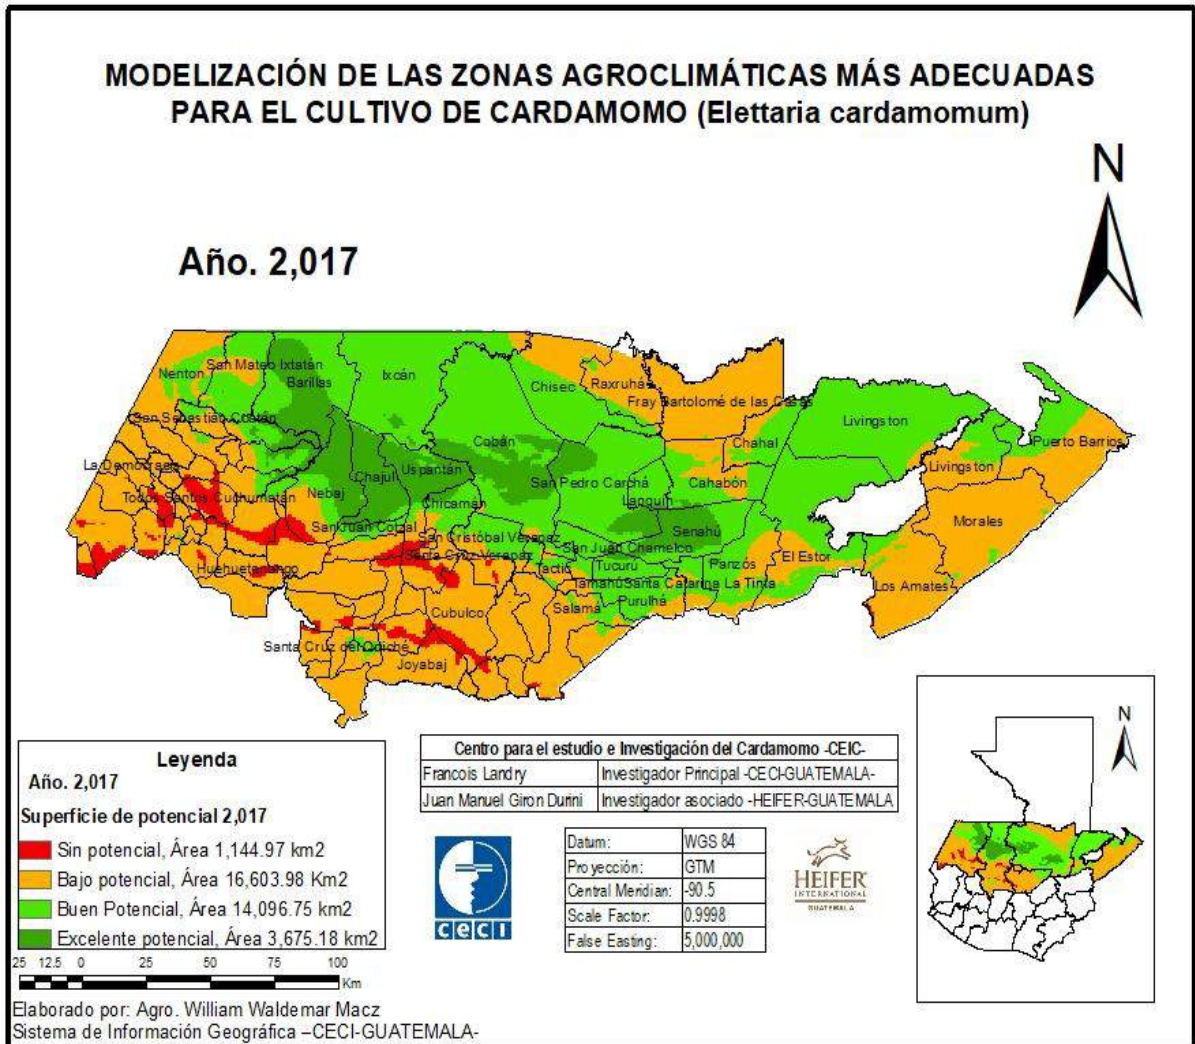 MODELIZACIÓN DE LAS ZONAS AGROCLIMÁTICAS MÁS ADECUADAS
PARA EL CULTIVO DE CARDAMOMO (Elettaria cardamomum)
N
Año. 2,017
Nenton
San Mateo Ixtatán
Barillas
Ixcán
Chisec
Raxruhá
Fray Bartolomé de las Casas
San Sebastián Coatán
Cobán
Chahal
Livingston
Puerto Barrios
La Democracia
Chajul
Uspantán
San Pedro Carchá
Cahabón
Livingston
Todos Santos Cuchumatán
Nebaj
Chicamán
Lanquín
Morales
San Juan Cotzal
San Cristóbal Verapaz
Senahú
Santa Cruz Verapaz
San Juan Chamelco
El Estor
Huehuetenango
Tactic
Tucurú
Panzós
Tamahú
Santa Catarina La Tinta
Los Amates
Cubulco
Salamá
Purulhá
Santa Cruz del Quiché
Joyabaj
Leyenda
Año. 2,017
Superficie de potencial 2,017
Sin potencial, Área 1,144.97 km2
Bajo potencial, Área 16,603.98 Km2
Buen Potencial, Área 14,096.75 km2
Excelente potencial, Área 3,675.18 km2
25 12.5 0 25 50 75 100
Km
Elaborado por: Agro. William Waldemar Macz
Sistema de Información Geográfica –CECI-GUATEMALA-
Centro para el estudio e Investigación del Cardamomo -CEIC-
Francois Landry Investigador Principal -CECI-GUATEMALA-
Juan Manuel Giron Durini Investigador asociado -HEIFER-GUATEMALA
ceci
Datum: WGS 84
Proyección: GTM
Central Meridian: -90.5
Scale Factor: 0.9998
False Easting: 5,000,000
HEIFER
INTERNATIONAL
GUATEMALA
N